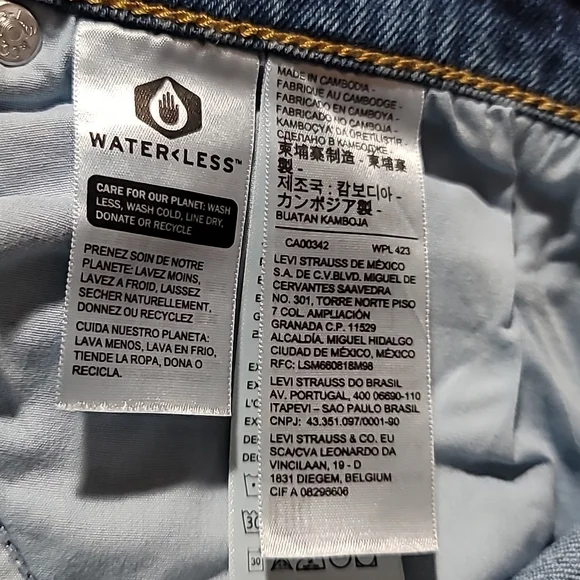 WATER<LESS™
CARE FOR OUR PLANET: WASH
LESS, WASH COLD, LINE DRY,
DONATE OR RECYCLE
PRENEZ SOIN DE NOTRE
PLANETE: LAVEZ MOINS,
LAVEZ A FROID, LAISSEZ
SECHER NATURELLEMENT,
DONNEZ OU RECYCLEZ
CUIDA NUESTRO PLANETA:
LAVA MENOS, LAVA EN FRIO,
TIENDE LA ROPA, DONA O
RECICLA.
MADE IN CAMBODIA -
FABRIQUE AU CAMBODGE -
FABRICADO EN CAMBOYA -
FABRICADO NO CAMBOJA -
KAMBOÇYA'DA ÜRETİLİSTİR -
СДЕЛАНО В КАМБОДЖЕ -
柬埔寨制造 - 柬埔寨
製 -
제조국 : 캄보디아 -
カンボジア製 -
BUATAN KAMBOJA
CA00342 WPL 423
LEVI STRAUSS DE MÉXICO
S.A. DE C.V.BLVD. MIGUEL DE
CERVANTES SAAVEDRA
NO. 301, TORRE NORTE PISO
7 COL. AMPLIACIÓN
GRANADA C.P. 11529
ALCALDÍA. MIGUEL HIDALGO
CIUDAD DE MÉXICO, MÉXICO
RFC: LSM660818M98
LEVI STRAUSS DO BRASIL
AV. PORTUGAL, 400 06690-110
ITAPEVI – SAO PAULO BRASIL
CNPJ: 43.351.097/0001-90
LEVI STRAUSS & CO. EU
SCA/CVA LEONARDO DA
VINCILAAN, 19 - D
1831 DIEGEM, BELGIUM
CIF A 08298606
30
30